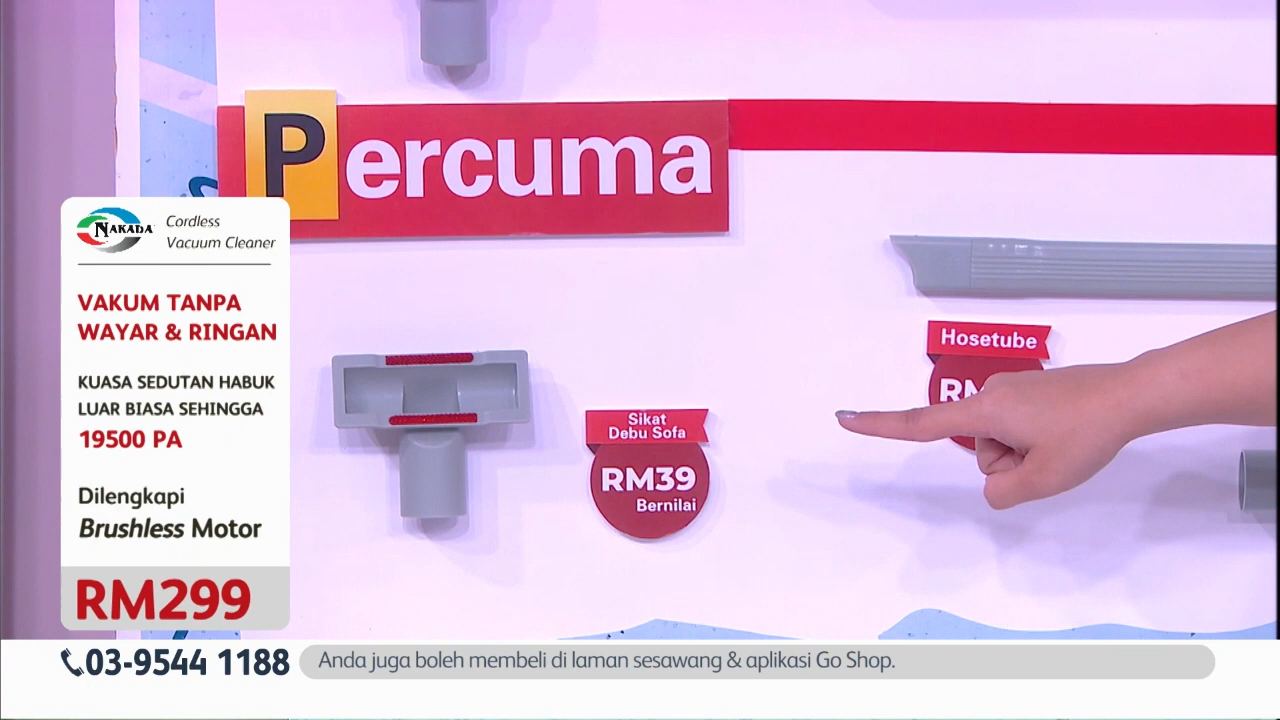 Percuma
NAKADA
Cordless
Vacuum Cleaner
VAKUM TANPA
WAYAR & RINGAN
KUASA SEDUTAN HABUK
LUAR BIASA SEHINGGA
19500 PA
Dilengkapi
Brushless Motor
RM299
Hosetube
RM
Sikat
Debu Sofa
RM39
Bernilai
03-9544 1188
Anda juga boleh membeli di laman sesawang & aplikasi Go Shop.